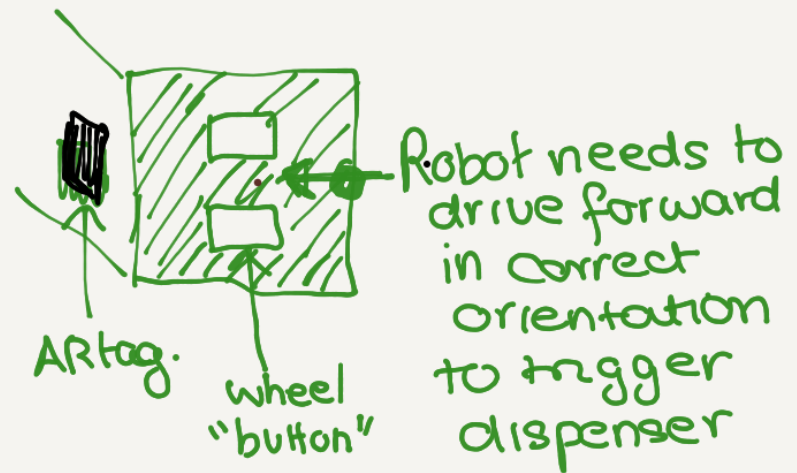 Robot needs to
drive forward
in correct
orientation
to trigger
dispenser
ARtag.
wheel
"button"